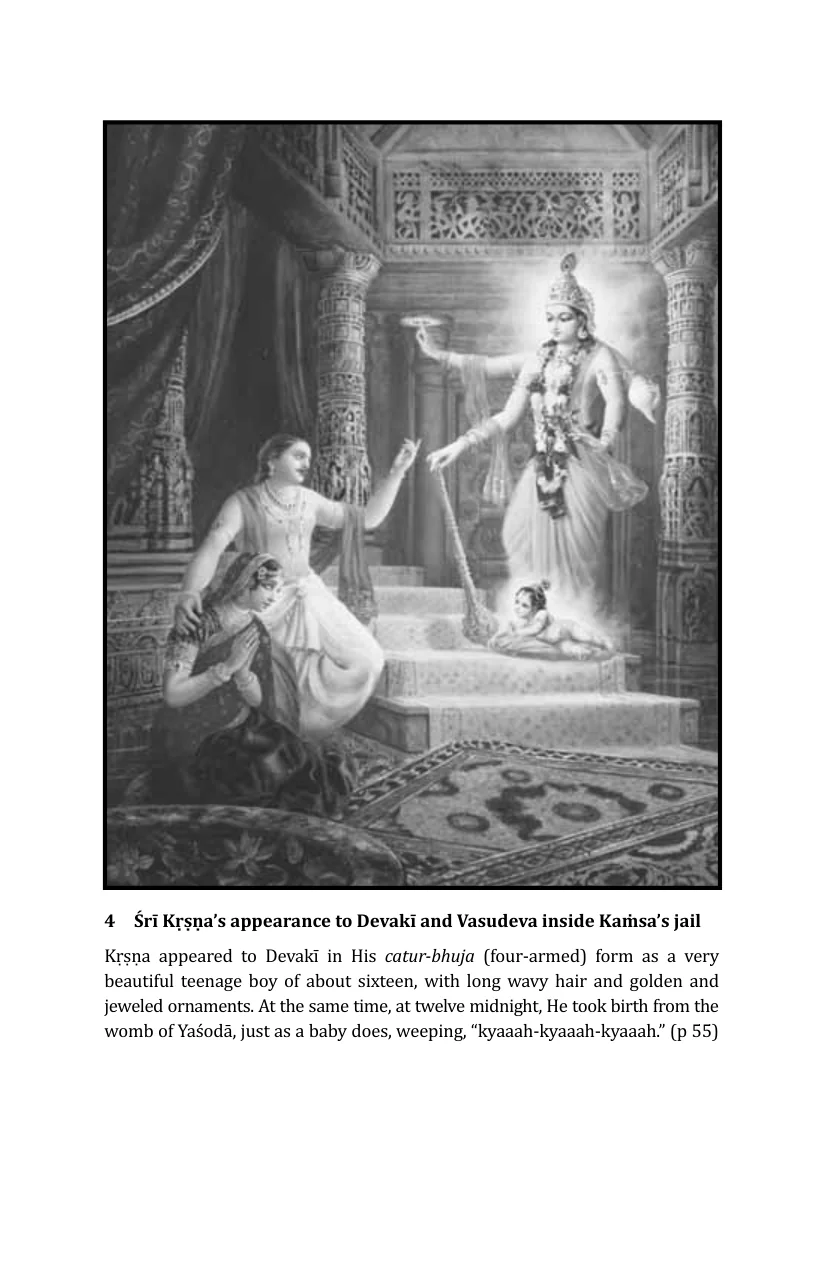 4 Śrī Kṛṣṇa’s appearance to Devakī and Vasudeva inside Kaṁsa’s jail
Kṛṣṇa appeared to Devakī in His catur-bhuja (four-armed) form as a very
beautiful teenage boy of about sixteen, with long wavy hair and golden and
jeweled ornaments. At the same time, at twelve midnight, He took birth from the
womb of Yaśodā, just as a baby does, weeping, “kyaaah-kyaaah-kyaaah.” (p 55)